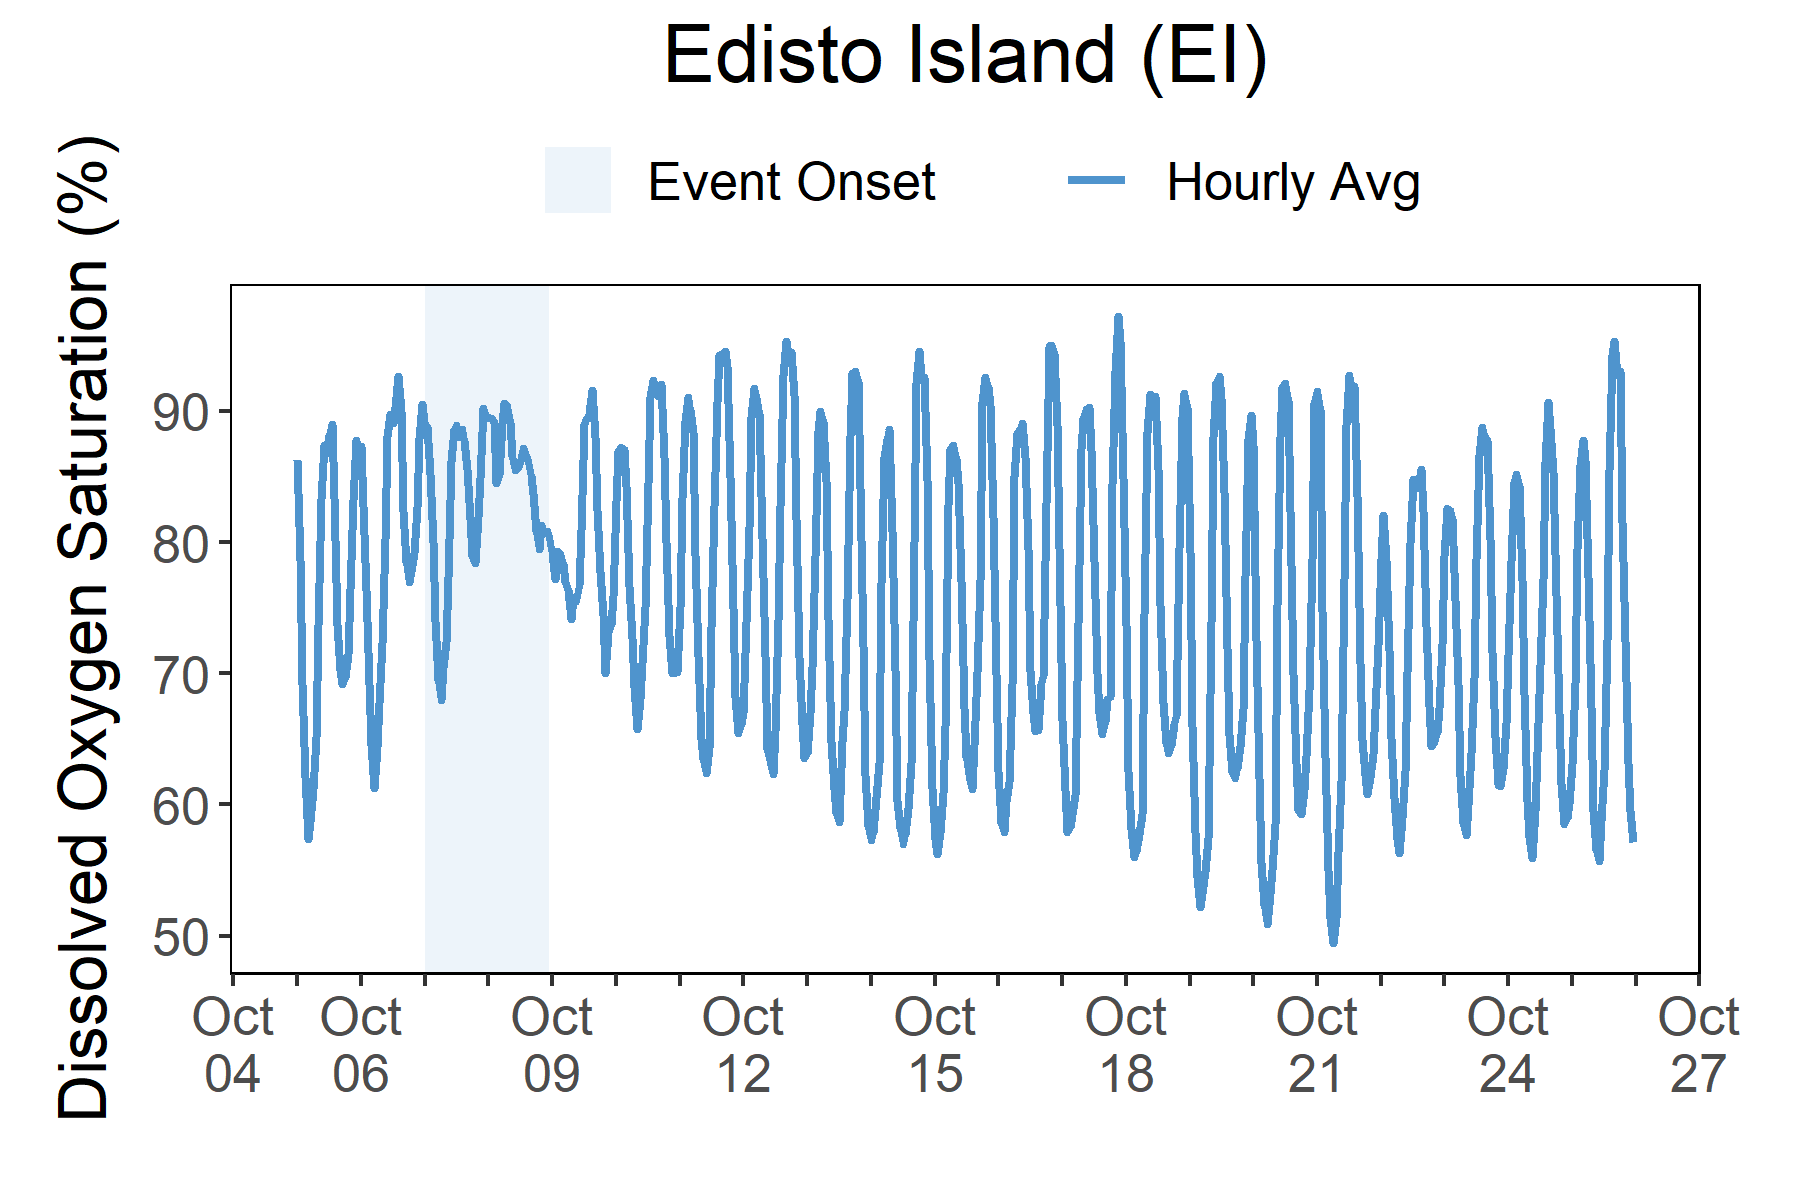 Edisto Island (EI)
Event Onset
Hourly Avg
Dissolved Oxygen Saturation (%)
90
80
70
60
50
Oct
04
Oct
06
Oct
09
Oct
12
Oct
15
Oct
18
Oct
21
Oct
24
Oct
27